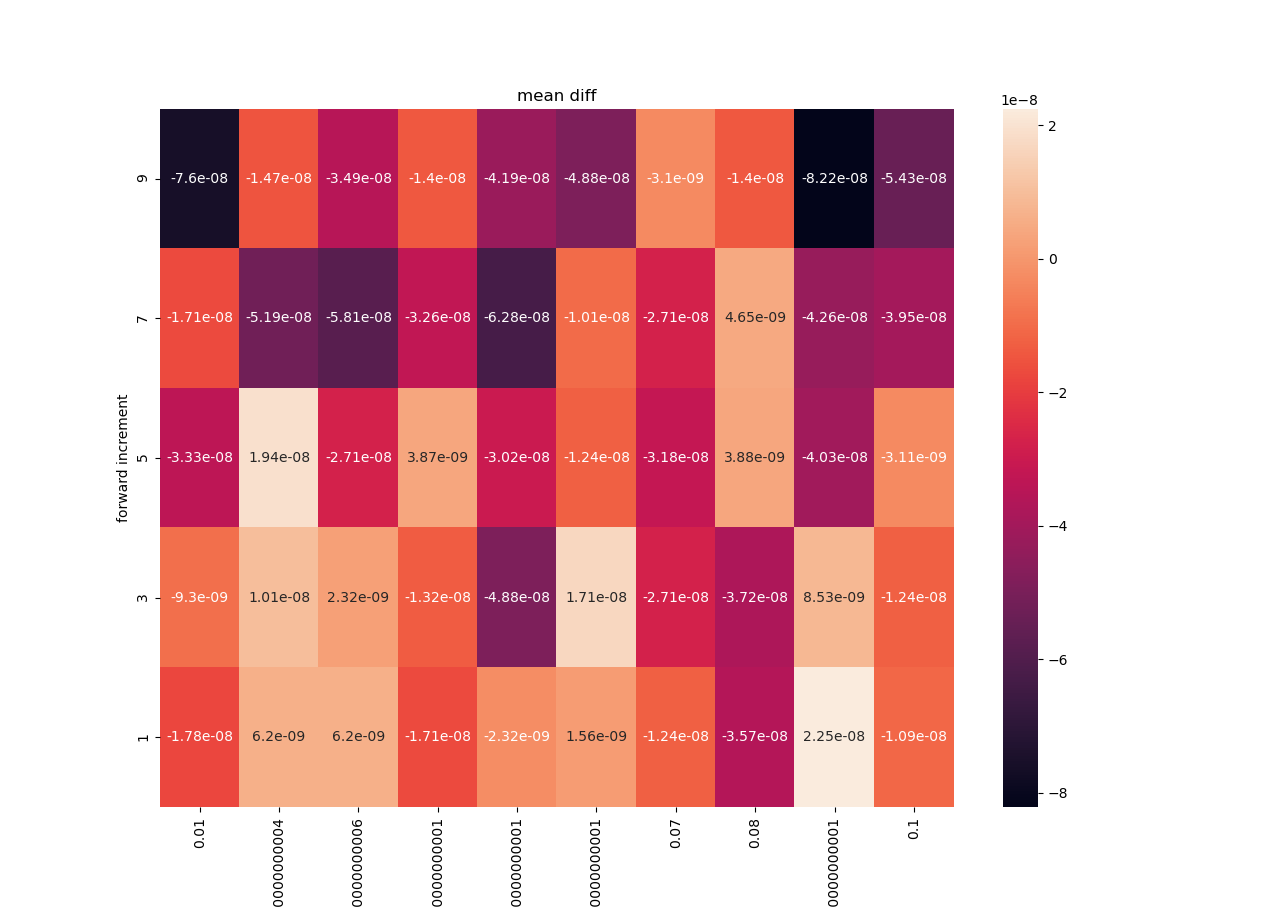 mean diff
1e−8
forward increment
9 -7.6e-08 -1.47e-08 -3.49e-08 -1.4e-08 -4.19e-08 -4.88e-08 -3.1e-09 -1.4e-08 -8.22e-08 -5.43e-08
7 -1.71e-08 -5.19e-08 -5.81e-08 -3.26e-08 -6.28e-08 -1.01e-08 -2.71e-08 4.65e-09 -4.26e-08 -3.95e-08
5 -3.33e-08 1.94e-08 -2.71e-08 3.87e-09 -3.02e-08 -1.24e-08 -3.18e-08 3.88e-09 -4.03e-08 -3.11e-09
3 -9.3e-09 1.01e-08 2.32e-09 -1.32e-08 -4.88e-08 1.71e-08 -2.71e-08 -3.72e-08 8.53e-09 -1.24e-08
1 -1.78e-08 6.2e-09 6.2e-09 -1.71e-08 -2.32e-09 1.56e-09 -1.24e-08 -3.57e-08 2.25e-08 -1.09e-08
0.01
0000000004
0000000006
0000000001
0000000001
0000000001
0.07
0.08
0000000001
0.1
2
0
−2
−4
−6
−8